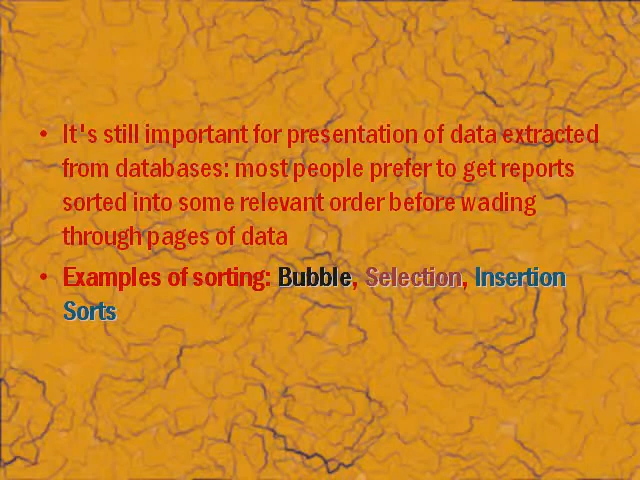 • It's still important for presentation of data extracted
from databases: most people prefer to get reports
sorted into some relevant order before wading
through pages of data
• Examples of sorting: Bubble, Selection, Insertion
Sorts